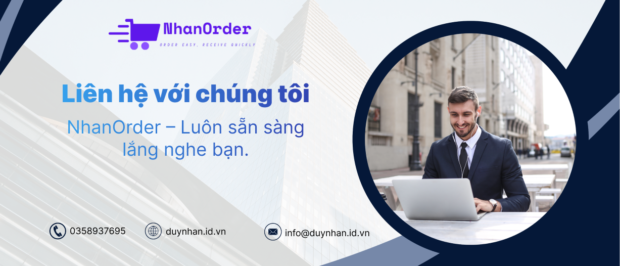 NhanOrder
ORDER EASY, RECEIVE QUICKLY
Liên hệ với chúng tôi
NhanOrder – Luôn sẵn sàng
lắng nghe bạn.
0358937695
duynhan.id.vn
info@duynhan.id.vn